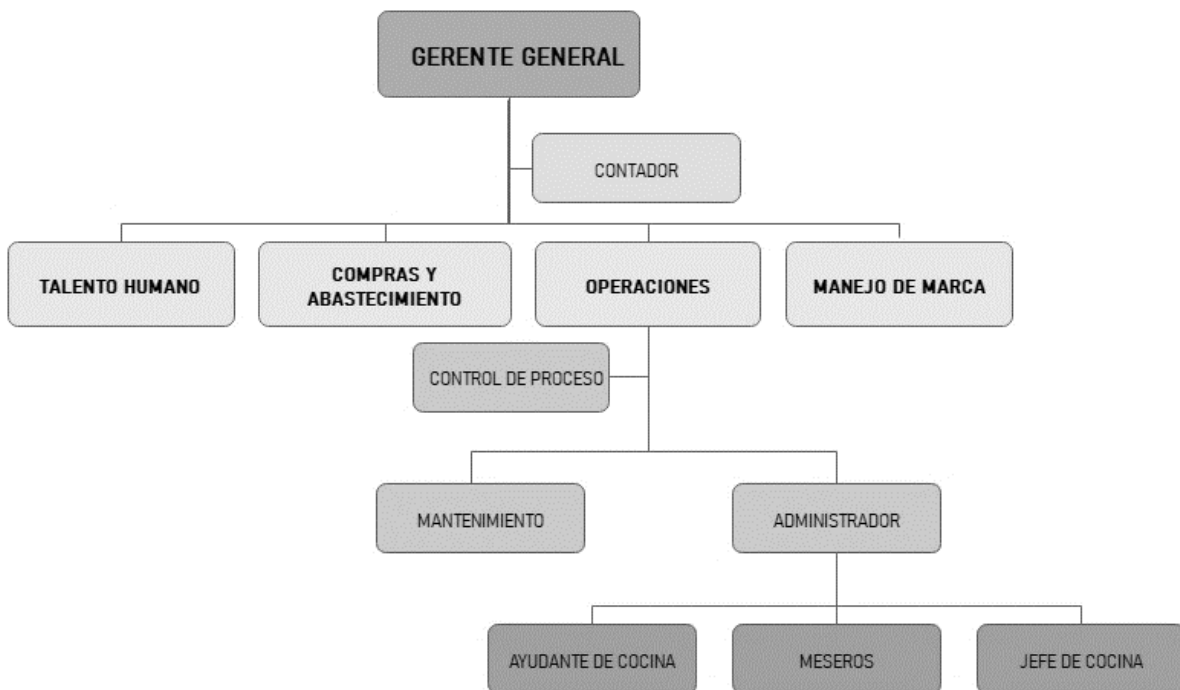 GERENTE GENERAL
CONTADOR
TALENTO HUMANO
COMPRAS Y
ABASTECIMIENTO
OPERACIONES
MANEJO DE MARCA
CONTROL DE PROCESO
MANTENIMIENTO
ADMINISTRADOR
AYUDANTE DE COCINA
MESEROS
JEFE DE COCINA